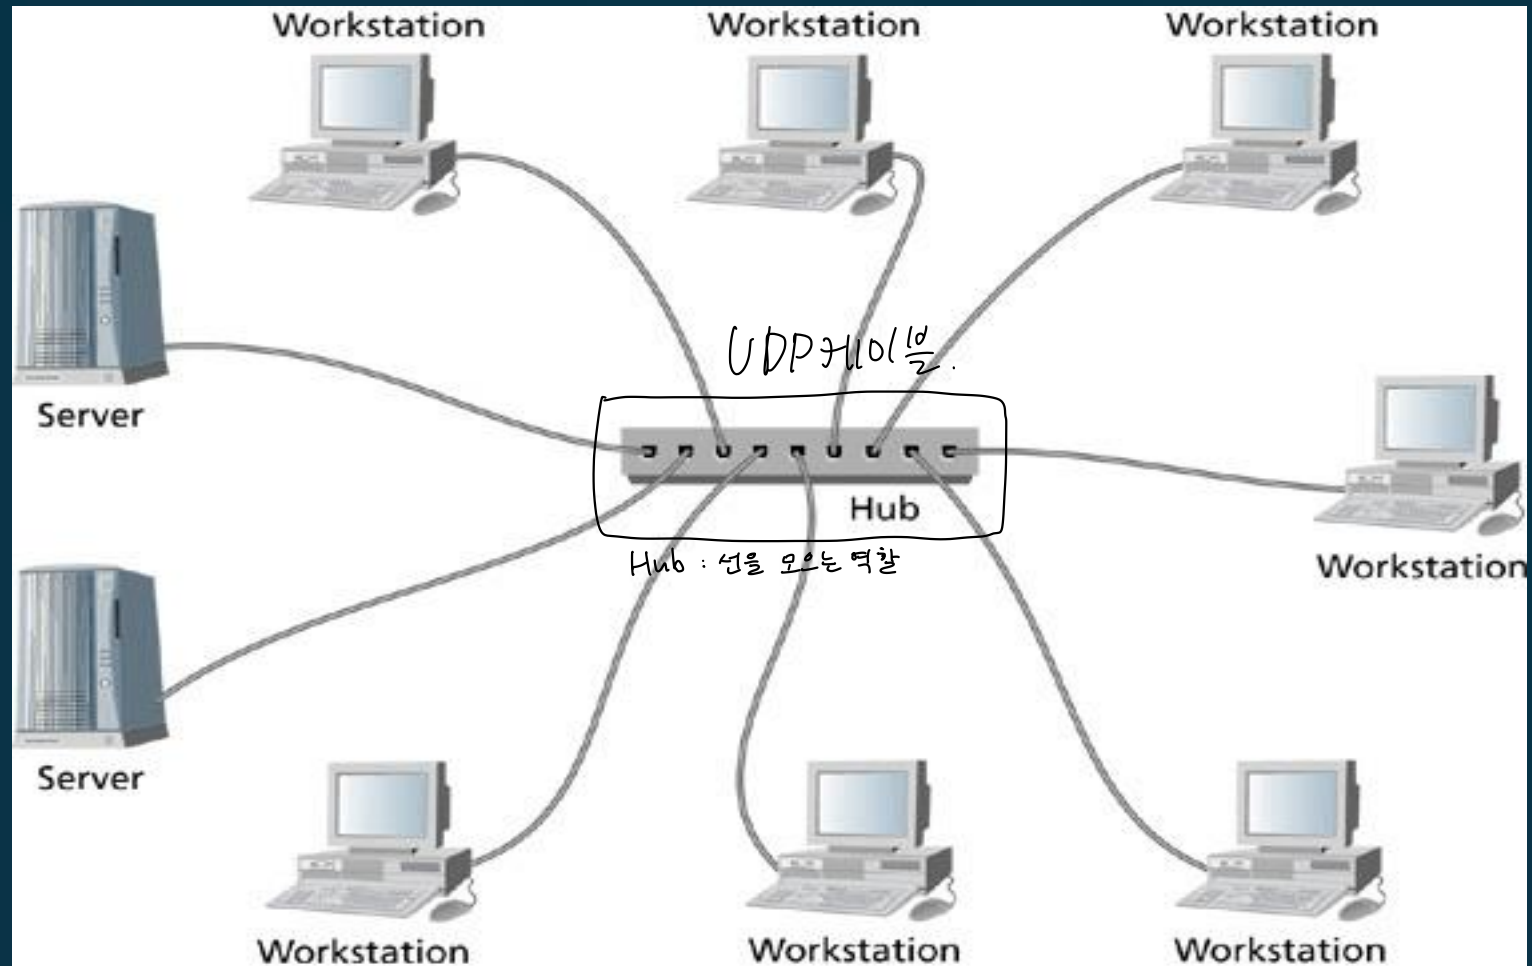 Workstation
Workstation
Workstation
Server
UDP케이블.
Hub
Hub : 선을 모으는 역할
Workstation
Server
Workstation
Workstation
Workstation